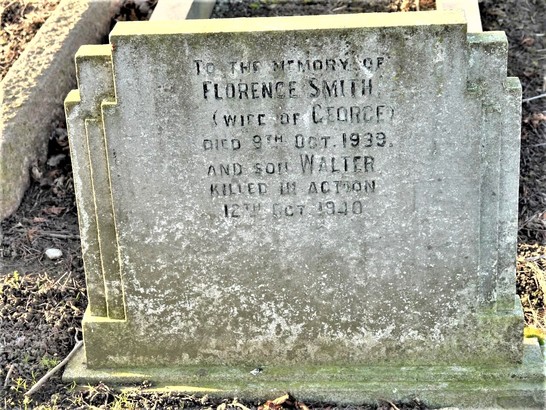 TO THE MEMORY OF
FLORENCE SMITH
(WIFE OF GEORGE)
DIED 9TH OCT. 1939.
AND SON WALTER
KILLED IN ACTION
12TH OCT 1940